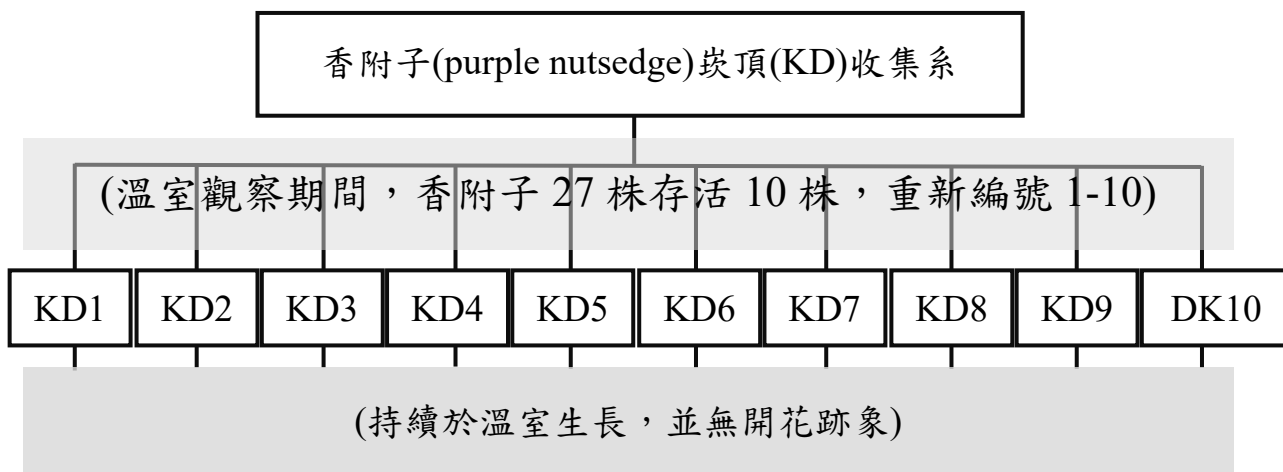 香附子(purple nutsedge)崁頂(KD)收集系
(溫室觀察期間，香附子 27 株存活 10 株，重新編號 1-10)
KD1 KD2 KD3 KD4 KD5 KD6 KD7 KD8 KD9 DK10
(持續於溫室生長，並無開花跡象)